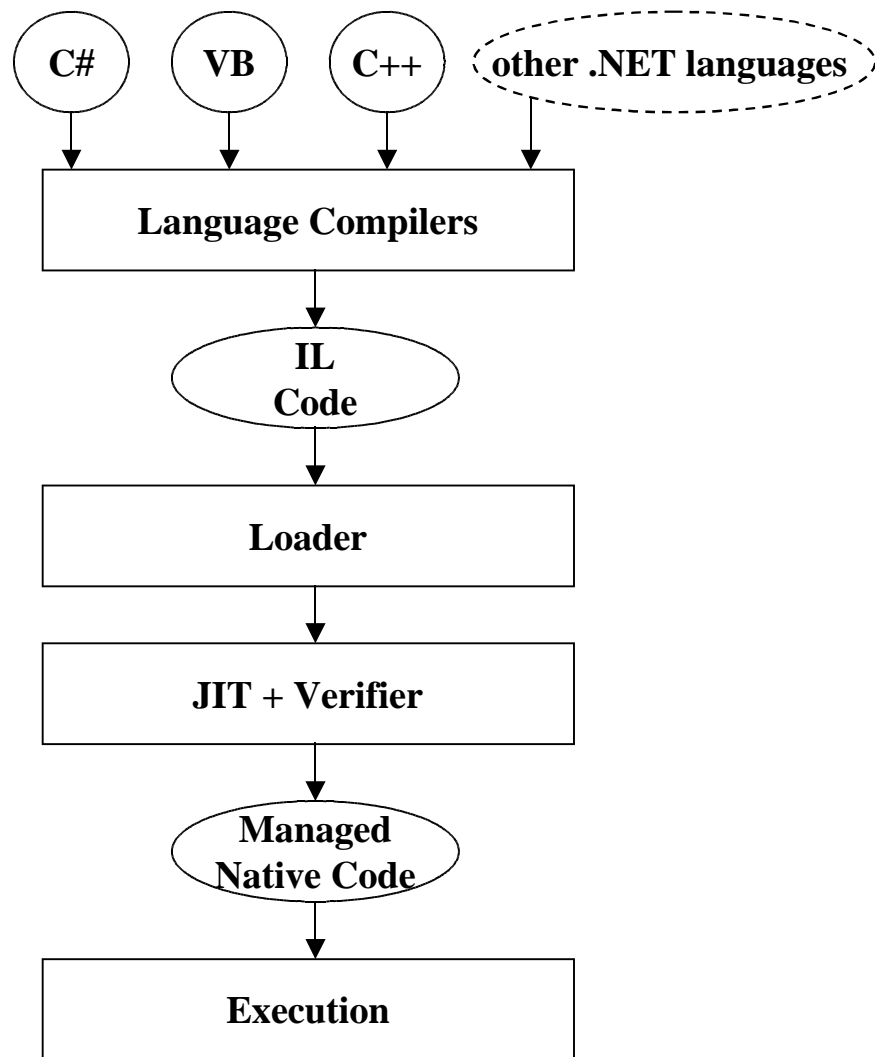 C#
VB
C++
other .NET languages
Language Compilers
IL
Code
Loader
JIT + Verifier
Managed
Native Code
Execution